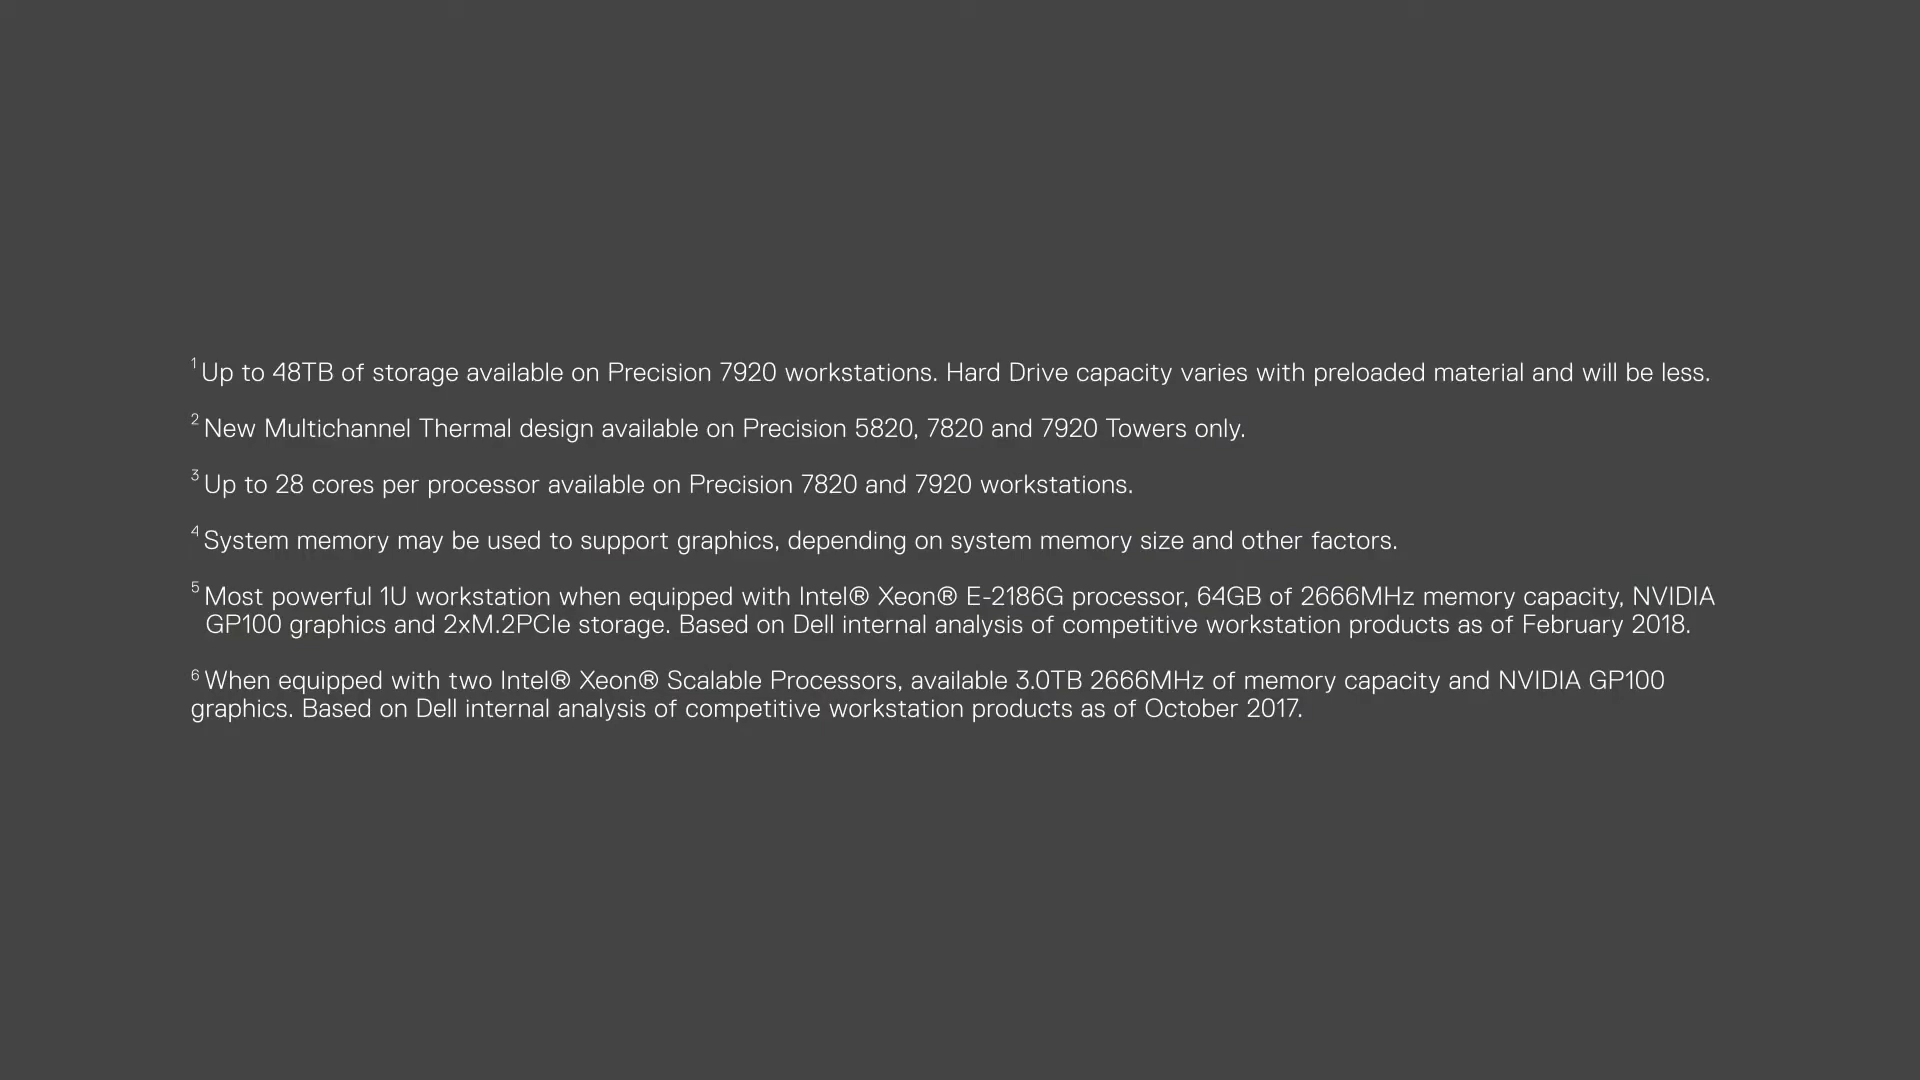 ¹ Up to 48TB of storage available on Precision 7920 workstations. Hard Drive capacity varies with preloaded material and will be less.
² New Multichannel Thermal design available on Precision 5820, 7820 and 7920 Towers only.
³ Up to 28 cores per processor available on Precision 7820 and 7920 workstations.
⁴ System memory may be used to support graphics, depending on system memory size and other factors.
⁵ Most powerful 1U workstation when equipped with Intel® Xeon® E-2186G processor, 64GB of 2666MHz memory capacity, NVIDIA
GP100 graphics and 2xM.2PCIe storage. Based on Dell internal analysis of competitive workstation products as of February 2018.
⁶ When equipped with two Intel® Xeon® Scalable Processors, available 3.0TB 2666MHz of memory capacity and NVIDIA GP100
graphics. Based on Dell internal analysis of competitive workstation products as of October 2017.